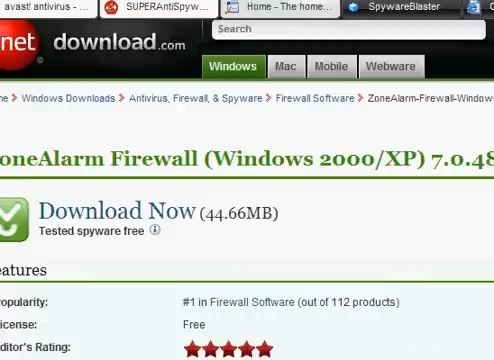 avast! antivirus - ... SUPERAntiSpyw... Home - The home... SpywareBlaster
net download.com Search
Windows Mac Mobile Webware
Windows Downloads > Antivirus, Firewall, & Spyware > Firewall Software > ZoneAlarm-Firewall-Windows
oneAlarm Firewall (Windows 2000/XP) 7.0.48
Download Now (44.66MB)
Tested spyware free
eatures
opularity: #1 in Firewall Software (out of 112 products)
icense: Free
ditor's Rating: